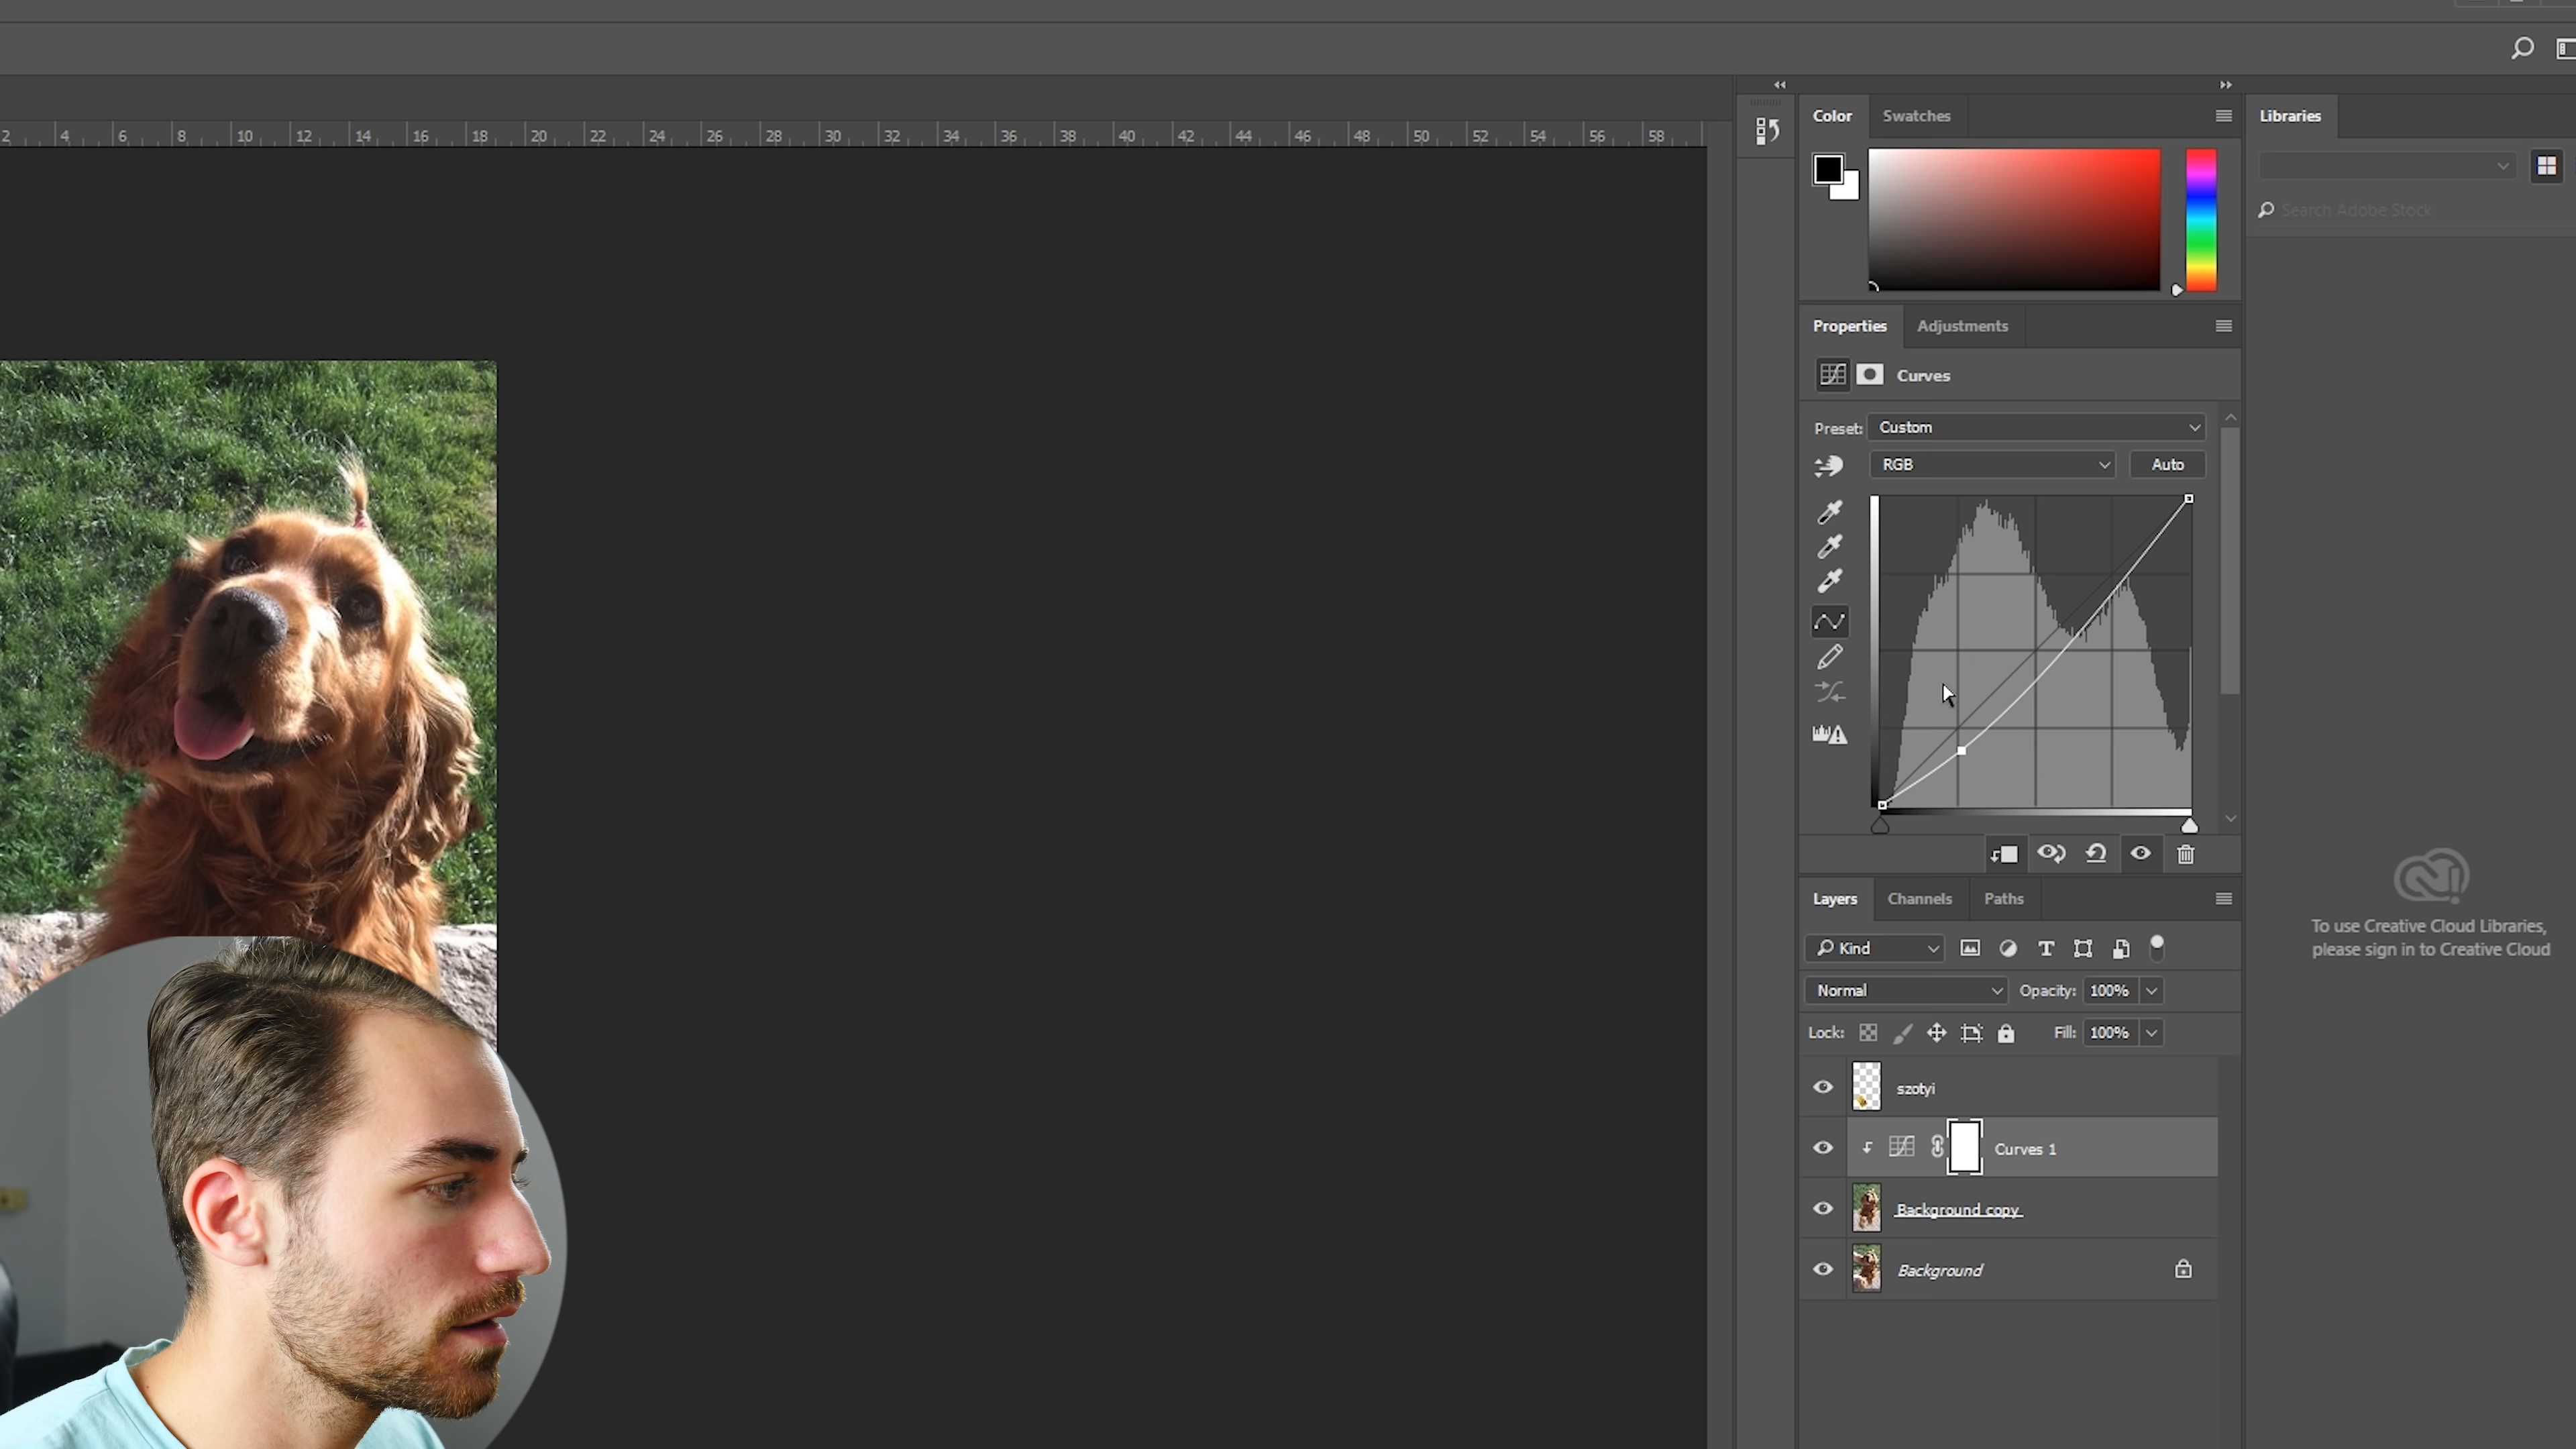 2 4 6 8 10 12 14 16 18 20 22 24 26 28 30 32 34 36 38 40 42 44 46 48 50 52 54 56 58
Color Swatches
Libraries
Search Adobe Stock
Properties Adjustments
Curves
Preset: Custom
RGB Auto
To use Creative Cloud Libraries,
please sign in to Creative Cloud
Layers Channels Paths
Kind
Normal Opacity: 100%
Lock: Fill: 100%
szotyi
Curves 1
Background copy
Background